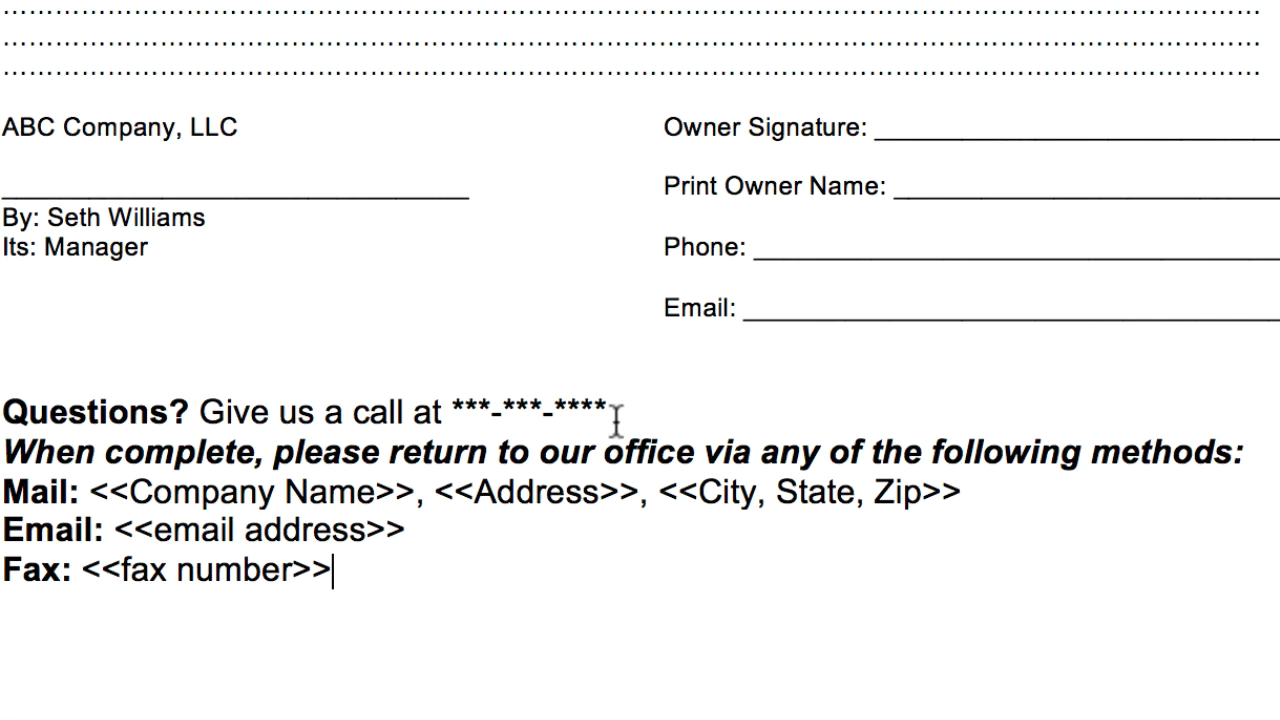 ABC Company, LLC
By: Seth Williams
Its: Manager
Owner Signature:
Print Owner Name:
Phone:
Email:
Questions? Give us a call at ***-***-****
When complete, please return to our office via any of the following methods:
Mail: <<Company Name>>, <<Address>>, <<City, State, Zip>>
Email: <<email address>>
Fax: <<fax number>>